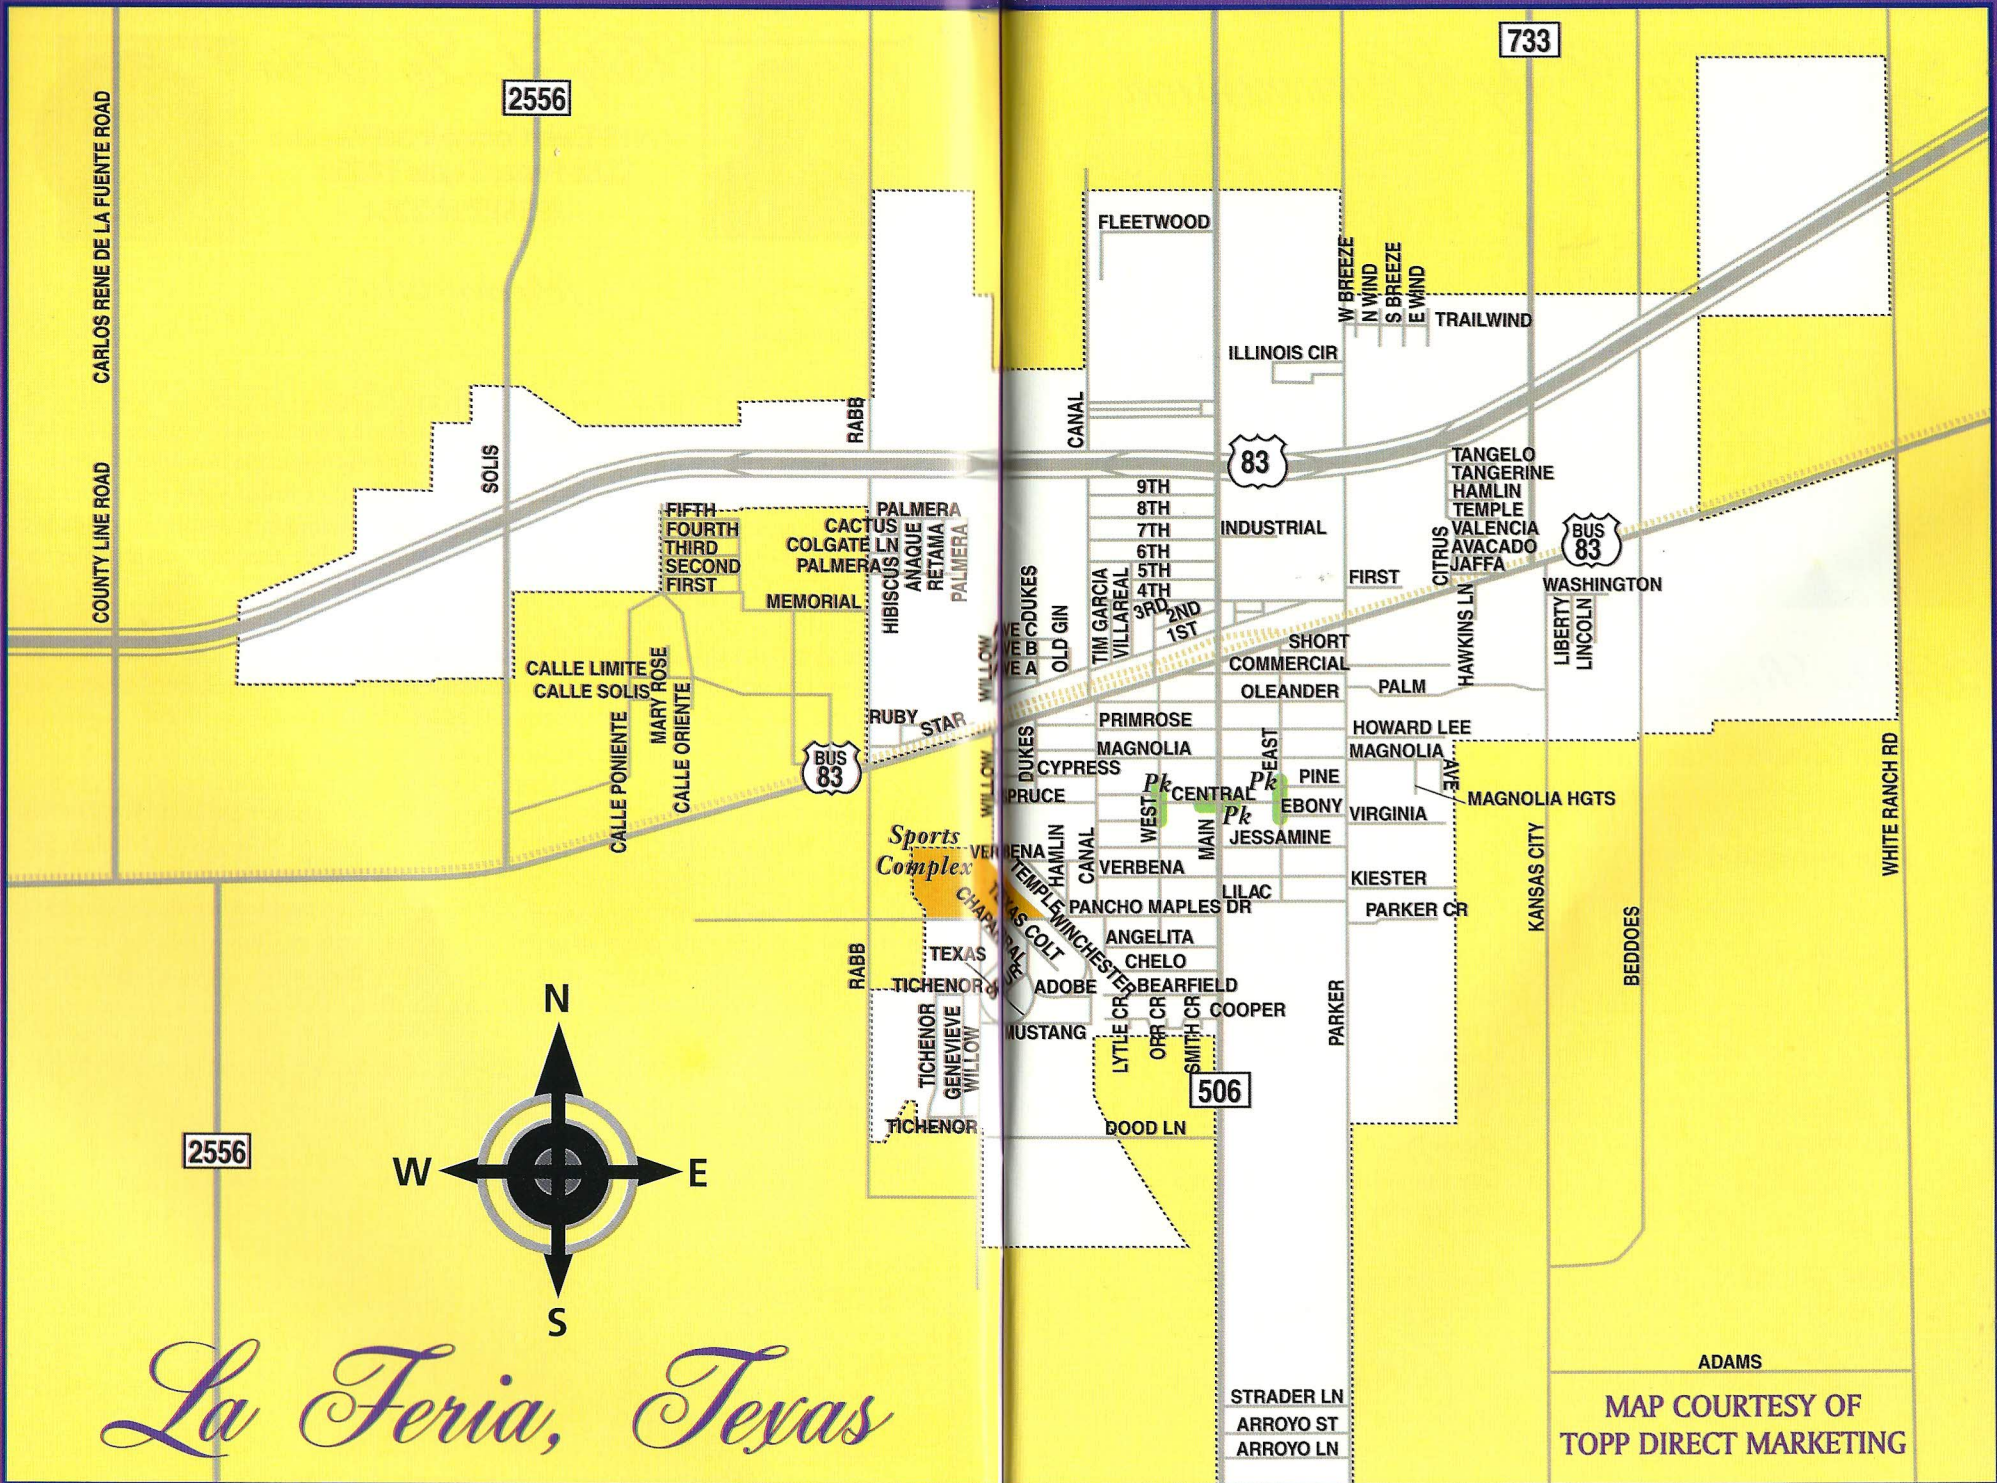 733
2556
CARLOS RENE DE LA FUENTE ROAD
COUNTY LINE ROAD
FLEETWOOD
W BREEZE
N WIND
S BREEZE
E WIND
TRAILWIND
ILLINOIS CIR
RABB
CANAL
SOLIS
83
TANGELO
TANGERINE
HAMLIN
TEMPLE
VALENCIA
AVACADO
JAFFA
CITRUS
9TH
8TH
7TH
6TH
5TH
4TH
3RD
2ND
1ST
INDUSTRIAL
FIFTH
FOURTH
THIRD
SECOND
FIRST
PALMERA
CACTUS
COLGATE LN
PALMERA
HIBISCUS
ANAQUE
RETAMA
PALMERA
MEMORIAL
BUS
83
FIRST
WASHINGTON
LIBERTY
LINCOLN
HAWKINS LN
DUKES
OLD GIN
TIM GARCIA
VILLAREAL
VE C
VE B
VE A
WILLOW
SHORT
COMMERCIAL
OLEANDER
PALM
CALLE LIMITE
CALLE SOLIS
MARY ROSE
CALLE PONIENTE
CALLE ORIENTE
RUBY
STAR
BUS
83
PRIMROSE
MAGNOLIA
DUKES
WILLOW
CYPRESS
PRUCE
HOWARD LEE
MAGNOLIA
AVE
MAGNOLIA HGTS
EAST
PINE
Pk
CENTRAL
Pk
Pk
EBONY
VIRGINIA
WEST
MAIN
JESSAMINE
Sports
Complex
VERBENA
HAMLIN
CANAL
VERBENA
KIESTER
LILAC
PANCHO MAPLES DR
PARKER CR
TEMPLE
TEXAS COLT
CHAPARRAL
WINCHESTER
KANSAS CITY
WHITE RANCH RD
BEDDOES
ANGELITA
CHELO
BEARFIELD
COOPER
RABB
TEXAS
TICHENOR
ADOBE
MUSTANG
LYTLE CR
ORR CR
SMITH CR
PARKER
TICHENOR
GENEVIEVE
WILLOW
506
TICHENOR
DOOD LN
2556
N
W
E
S
ADAMS
STRADER LN
ARROYO ST
ARROYO LN
La Feria, Texas
MAP COURTESY OF
TOPP DIRECT MARKETING